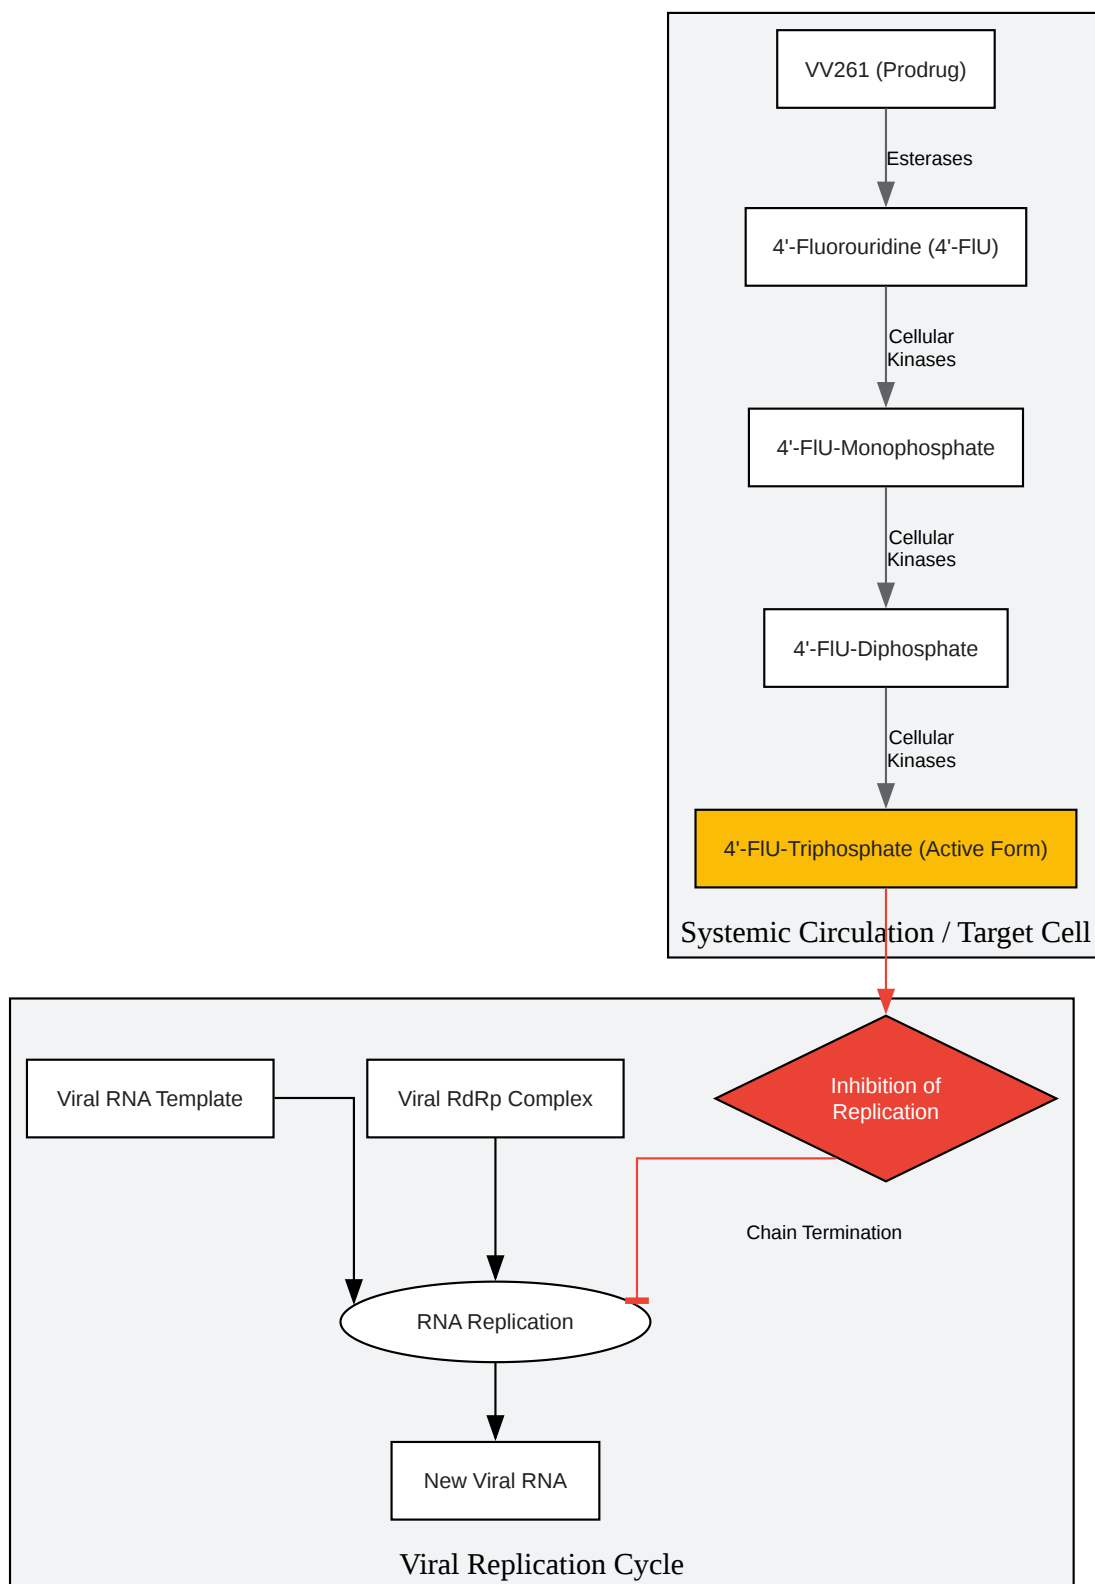 VV261 (Prodrug)
Esterases
4'-Fluorouridine (4'-FlU)
Cellular
Kinases
4'-FlU-Monophosphate
Cellular
Kinases
4'-FlU-Diphosphate
Cellular
Kinases
4'-FlU-Triphosphate (Active Form)
Systemic Circulation / Target Cell
Viral RNA Template
Viral RdRp Complex
Inhibition of
Replication
Chain Termination
RNA Replication
New Viral RNA
Viral Replication Cycle